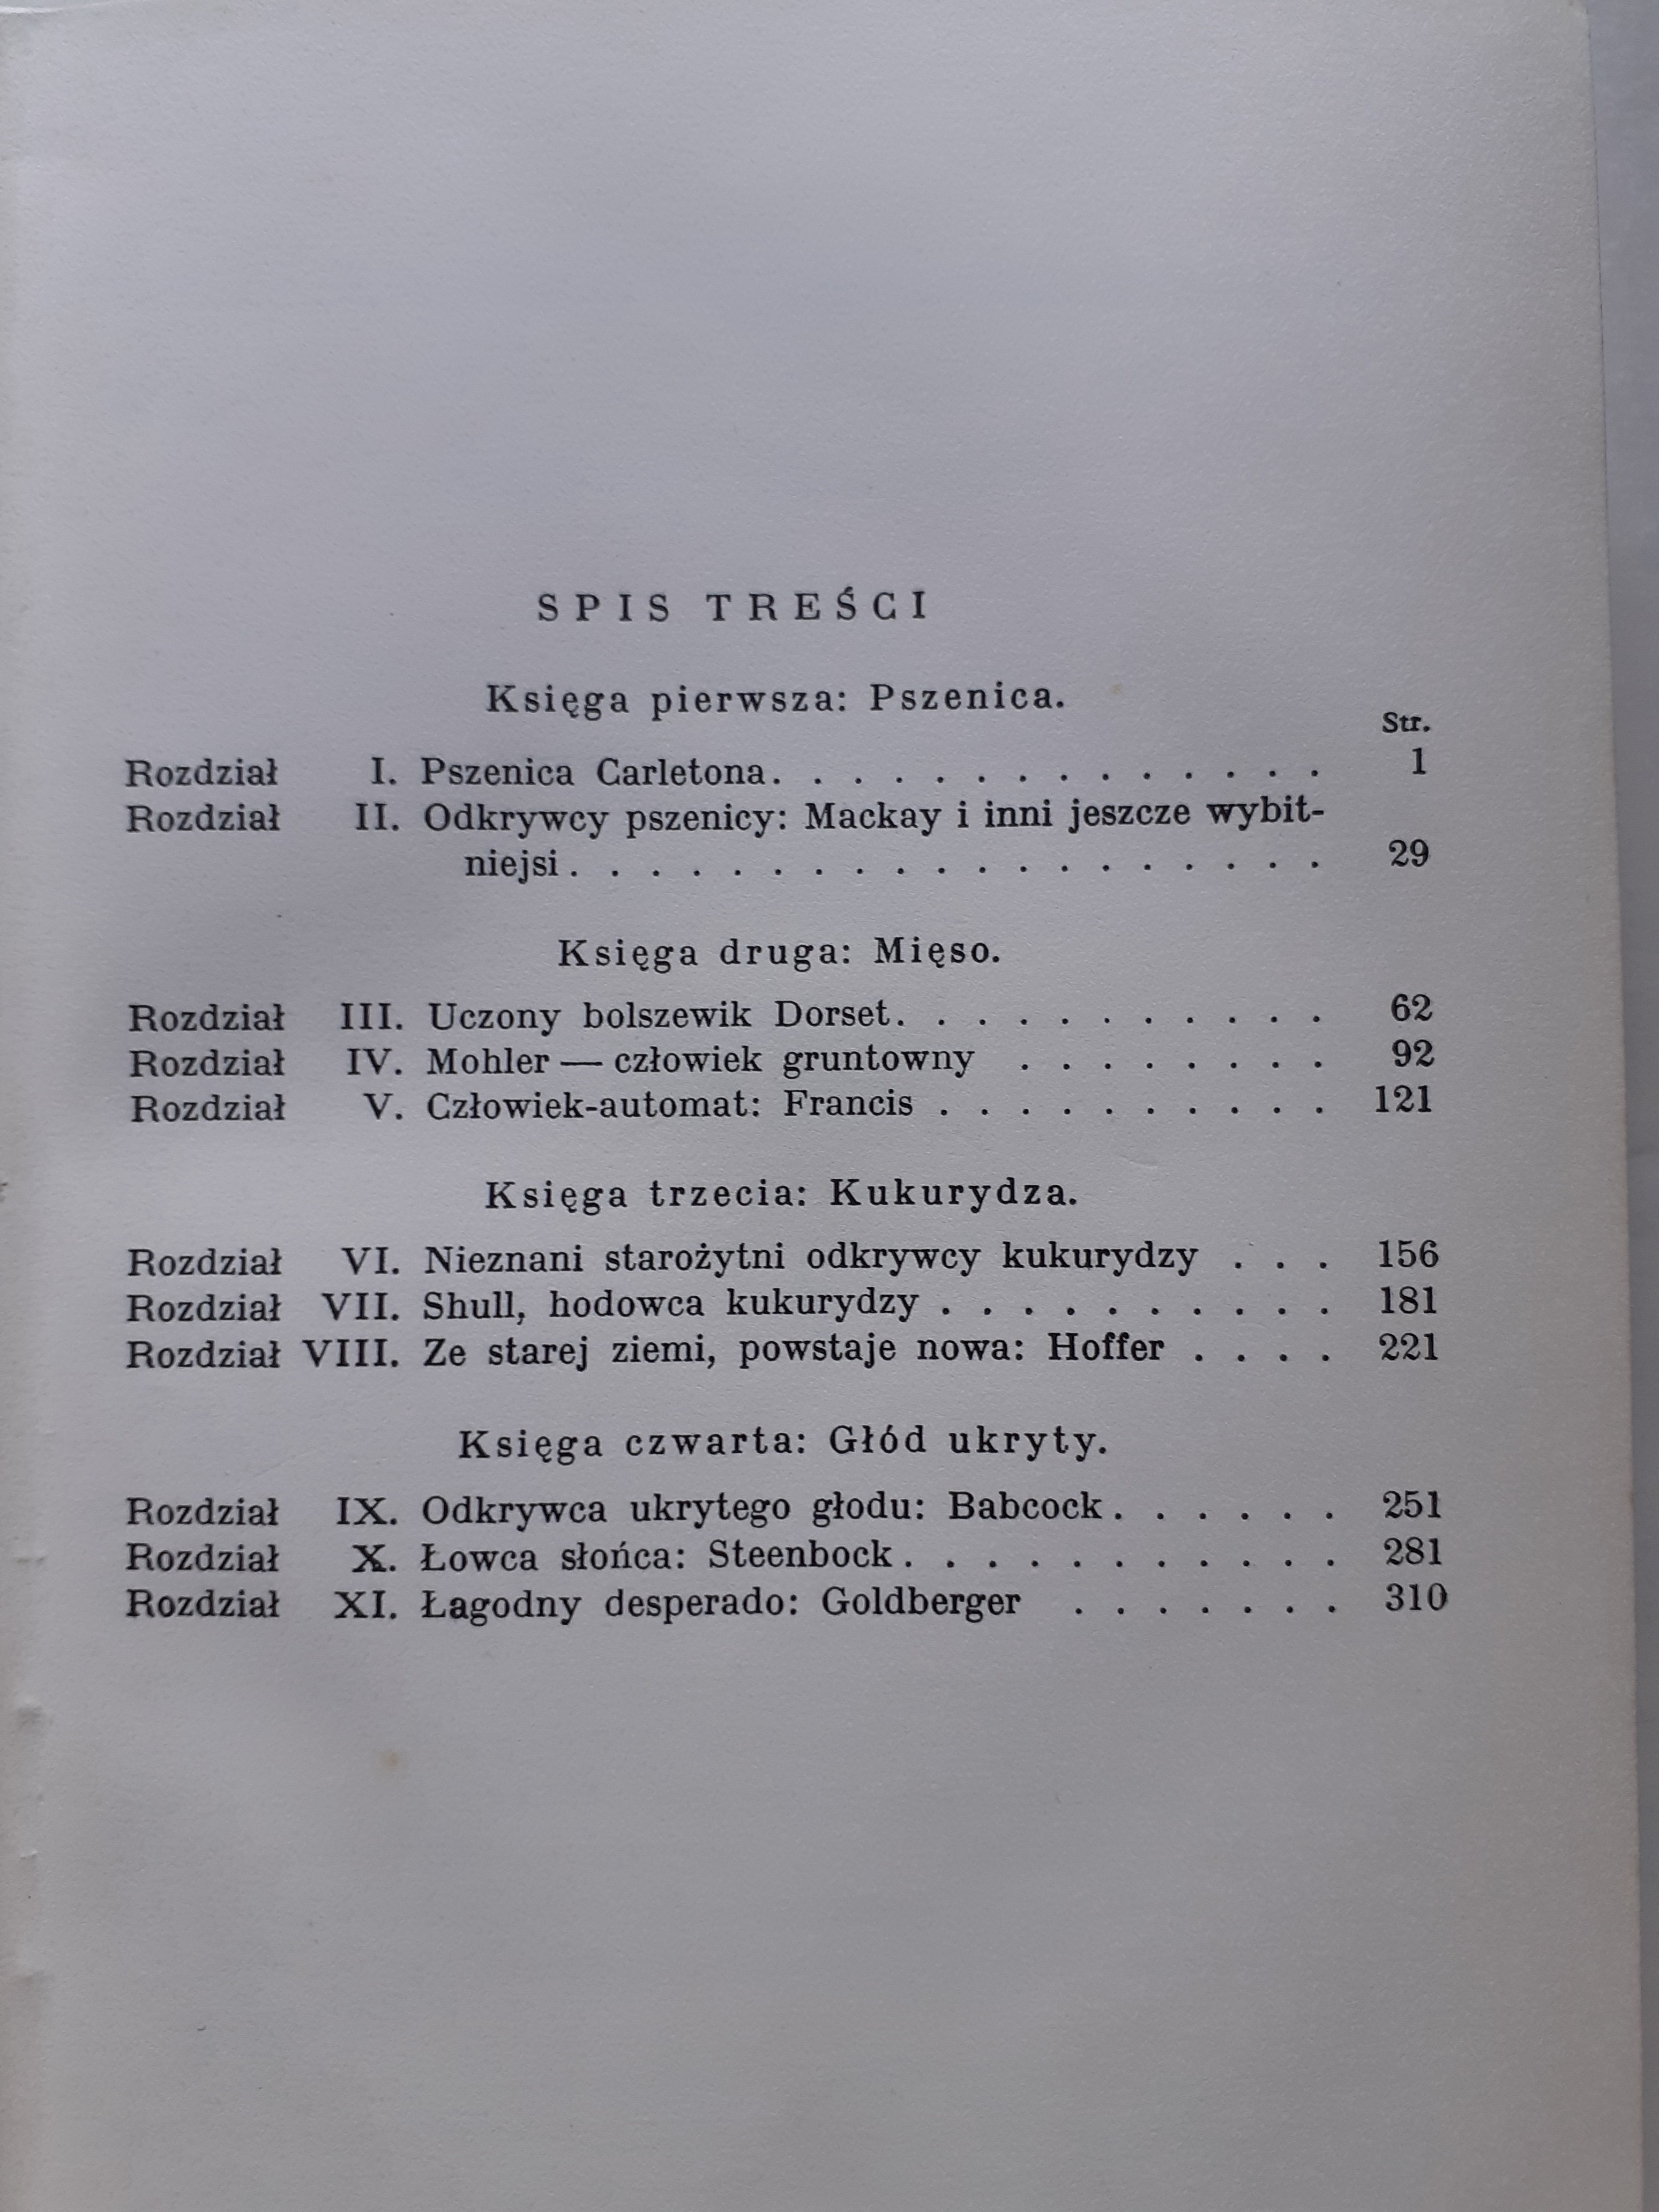 SPIS TREŚCI
Księga pierwsza: Pszenica.
Str.
Rozdział I. Pszenica Carletona. . . . . . . . . . . . . . 1
Rozdział II. Odkrywcy pszenicy: Mackay i inni jeszcze wybit-
niejsi . . . . . . . . . . . . . . . . . . . 29
Księga druga: Mięso.
Rozdział III. Uczony bolszewik Dorset. . . . . . . . . . . 62
Rozdział IV. Mohler — człowiek gruntowny . . . . . . . . 92
Rozdział V. Człowiek-automat: Francis . . . . . . . . . . 121
Księga trzecia: Kukurydza.
Rozdział VI. Nieznani starożytni odkrywcy kukurydzy . . . 156
Rozdział VII. Shull, hodowca kukurydzy . . . . . . . . . . 181
Rozdział VIII. Ze starej ziemi, powstaje nowa: Hoffer . . . . 221
Księga czwarta: Głód ukryty.
Rozdział IX. Odkrywca ukrytego głodu: Babcock . . . . . . 251
Rozdział X. Łowca słońca: Steenbock . . . . . . . . . . . 281
Rozdział XI. Łagodny desperado: Goldberger . . . . . . . 310